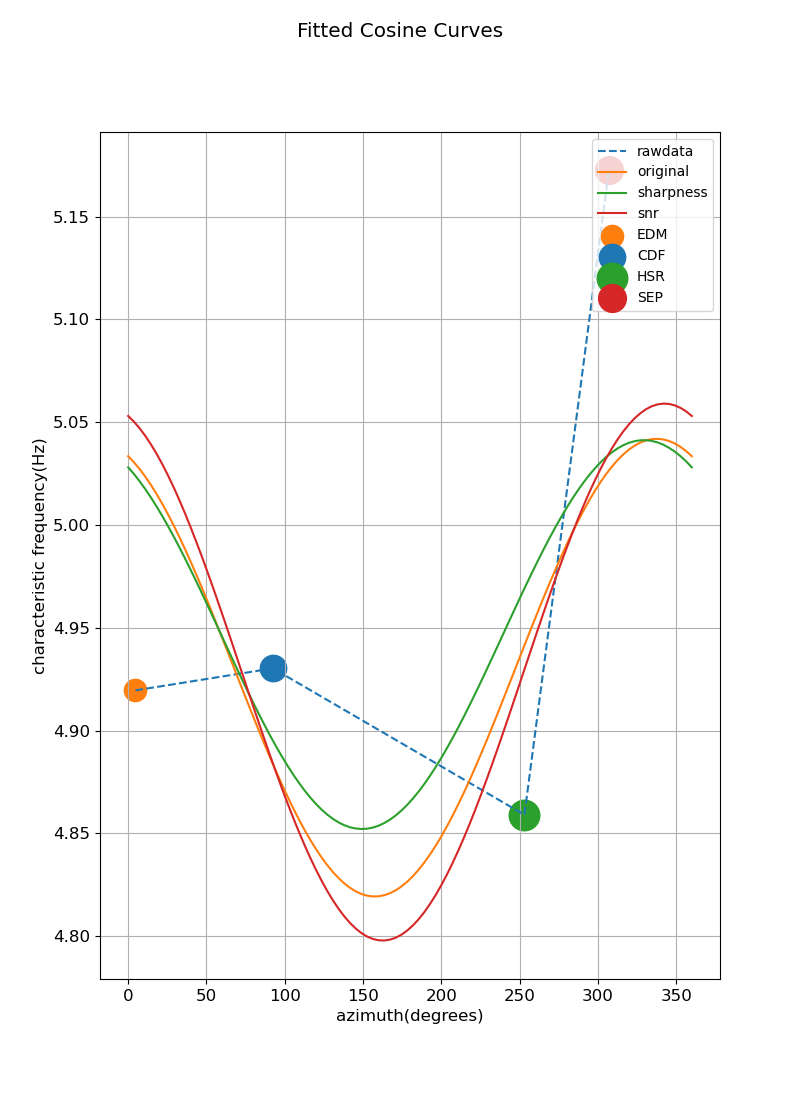 Fitted Cosine Curves
rawdata
original
sharpness
snr
EDM
CDF
HSR
SEP
5.15
5.10
5.05
5.00
4.95
4.90
4.85
4.80
characteristic frequency(Hz)
0 50 100 150 200 250 300 350
azimuth(degrees)